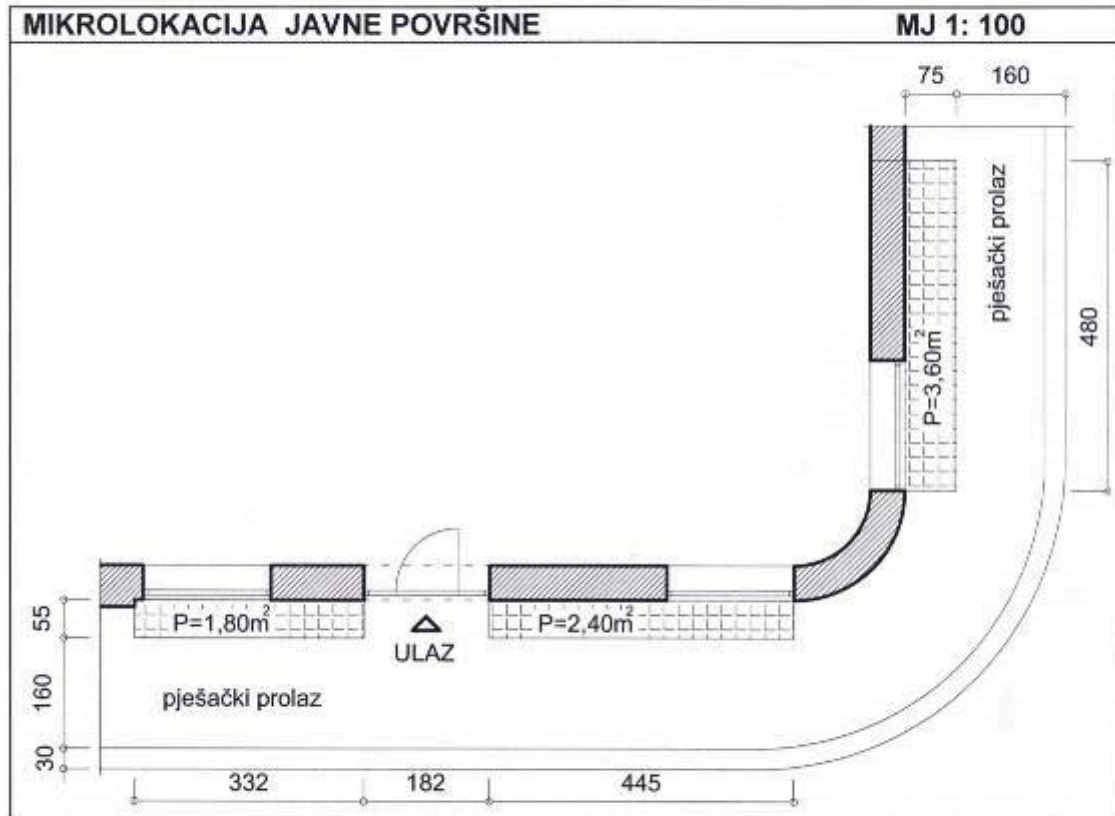 MIKROLOKACIJA JAVNE POVRŠINE MJ 1: 100
75 160
pješački prolaz
480
P=3,60m²
55
P=1,80m²
P=2,40m²
ULAZ
160
pješački prolaz
30
332 182 445